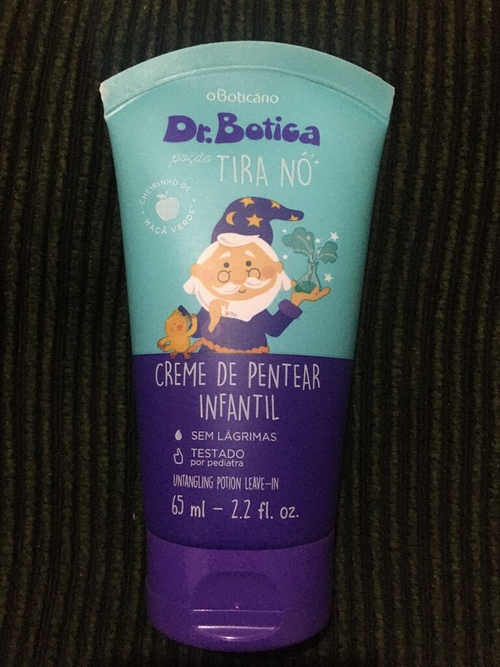 oBoticário
Dr. Botica
poção TIRA NÓ
CHEIRINHO DE
MAÇÃ VERDE
CREME DE PENTEAR
INFANTIL
SEM LÁGRIMAS
TESTADO
por pediatra
UNTANGLING POTION LEAVE-IN
65 ml - 2.2 fl. oz.